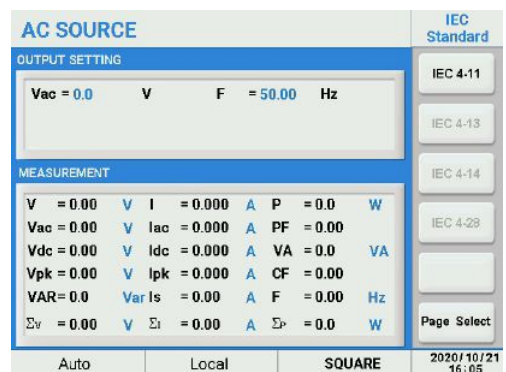 AC SOURCE
IEC
Standard
OUTPUT SETTING
Vac = 0.0 V F = 50.00 Hz
MEASUREMENT
V = 0.00 V I = 0.000 A P = 0.0 W
Vac = 0.00 V Iac = 0.000 A PF = 0.00
Vdc = 0.00 V Idc = 0.000 A VA = 0.0 VA
Vpk = 0.00 V Ipk = 0.000 A CF = 0.00
VAR= 0.0 Var Is = 0.00 A F = 0.00 Hz
Σv = 0.00 V Σı = 0.00 A Σᴘ = 0.0 W
IEC 4-11
IEC 4-13
IEC 4-14
IEC 4-28
Page Select
Auto Local SQUARE
2020/10/21
16:05